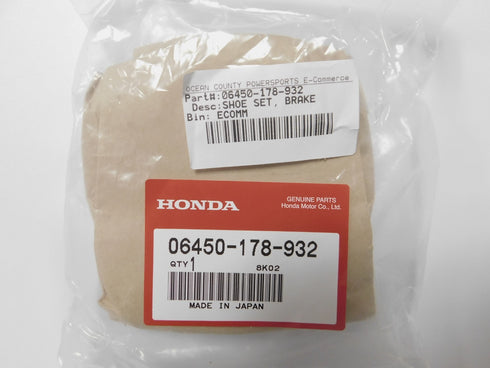 OCEAN COUNTY POWERSPORTS E-Commerce
Part#:06450-178-932
Desc:SHOE SET, BRAKE
Bin: ECOMM
HONDA
GENUINE PARTS
Honda Motor Co., Ltd.
06450-178-932
QTY 1
8K02
MADE IN JAPAN